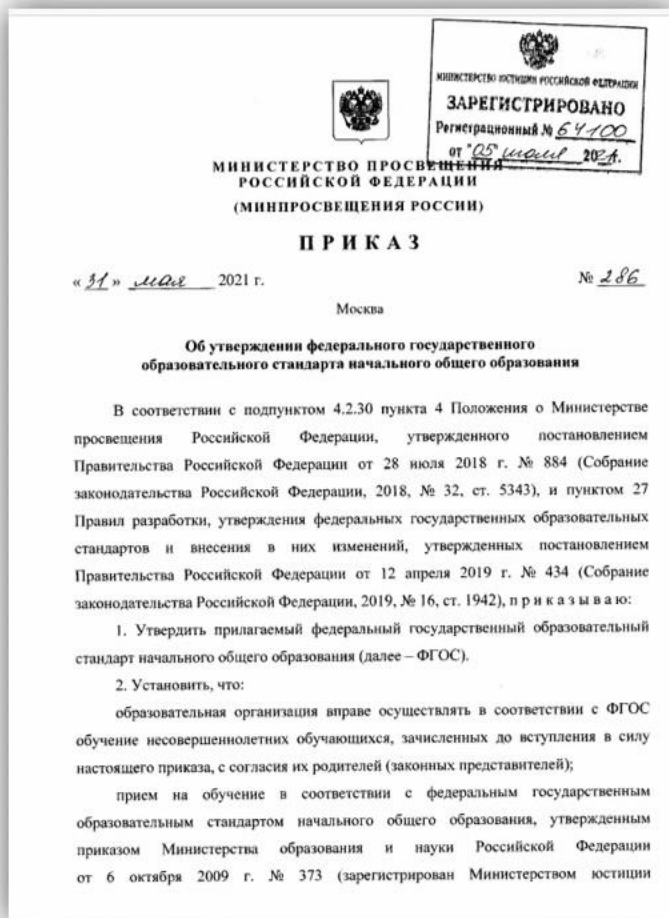 МИНИСТЕРСТВО ЮСТИЦИИ РОССИЙСКОЙ ФЕДЕРАЦИИ
ЗАРЕГИСТРИРОВАНО
Регистрационный № 64100
от "05" июля 2021.
МИНИСТЕРСТВО ПРОСВЕЩЕНИЯ
РОССИЙСКОЙ ФЕДЕРАЦИИ
(МИНПРОСВЕЩЕНИЯ РОССИИ)
ПРИКАЗ
« 31 » мая 2021 г.
№ 286
Москва
Об утверждении федерального государственного
образовательного стандарта начального общего образования
В соответствии с подпунктом 4.2.30 пункта 4 Положения о Министерстве
просвещения Российской Федерации, утвержденного постановлением
Правительства Российской Федерации от 28 июля 2018 г. № 884 (Собрание
законодательства Российской Федерации, 2018, № 32, ст. 5343), и пунктом 27
Правил разработки, утверждения федеральных государственных образовательных
стандартов и внесения в них изменений, утвержденных постановлением
Правительства Российской Федерации от 12 апреля 2019 г. № 434 (Собрание
законодательства Российской Федерации, 2019, № 16, ст. 1942), п р и к а з ы в а ю:
1. Утвердить прилагаемый федеральный государственный образовательный
стандарт начального общего образования (далее – ФГОС).
2. Установить, что:
образовательная организация вправе осуществлять в соответствии с ФГОС
обучение несовершеннолетних обучающихся, зачисленных до вступления в силу
настоящего приказа, с согласия их родителей (законных представителей);
прием на обучение в соответствии с федеральным государственным
образовательным стандартом начального общего образования, утвержденным
приказом Министерства образования и науки Российской Федерации
от 6 октября 2009 г. № 373 (зарегистрирован Министерством юстиции